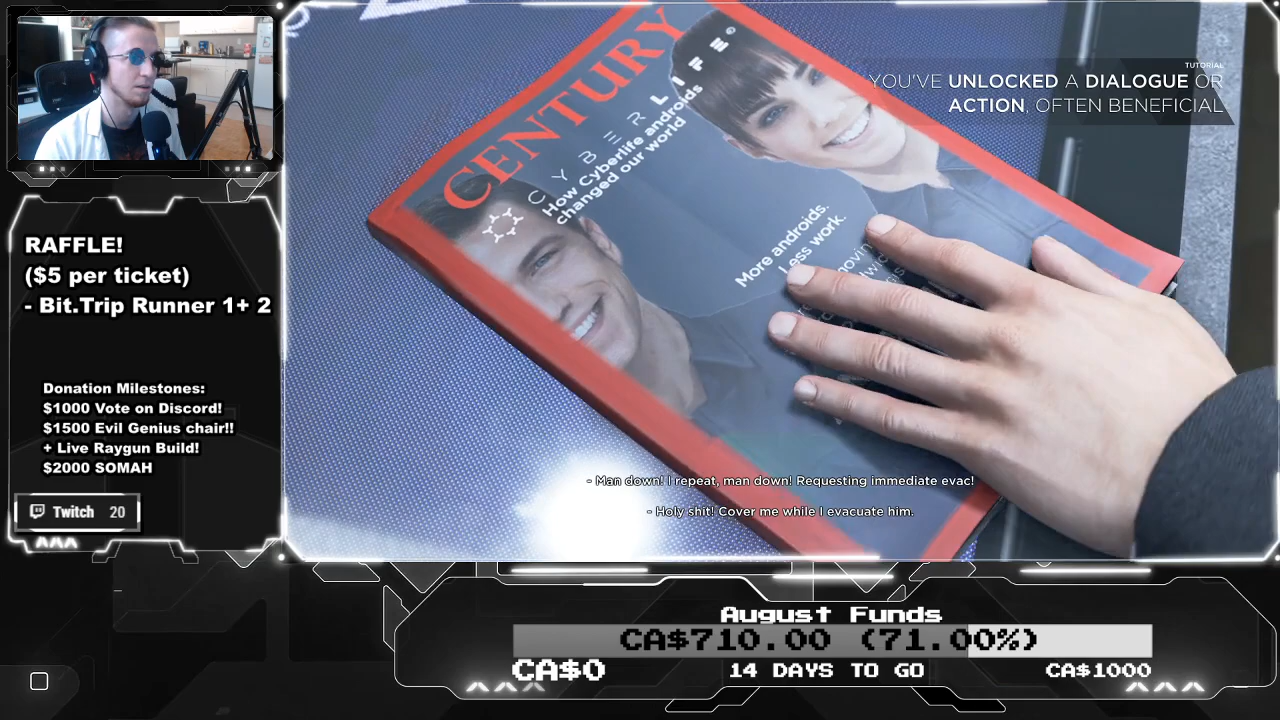 RAFFLE!
($5 per ticket)
- Bit.Trip Runner 1+ 2
Donation Milestones:
$1000 Vote on Discord!
$1500 Evil Genius chair!!
+ Live Raygun Build!
$2000 SOMAH
Twitch 20
CENTURY
CYBERLIFE
How Cyberlife androids
changed our world
More androids.
Less work.
TUTORIAL
YOU'VE UNLOCKED A DIALOGUE OR
ACTION, OFTEN BENEFICIAL
- Man down! I repeat, man down! Requesting immediate evac!
- Holy shit! Cover me while I evacuate him.
August Funds
CA$710.00 (71.00%)
CA$0 14 DAYS TO GO CA$1000